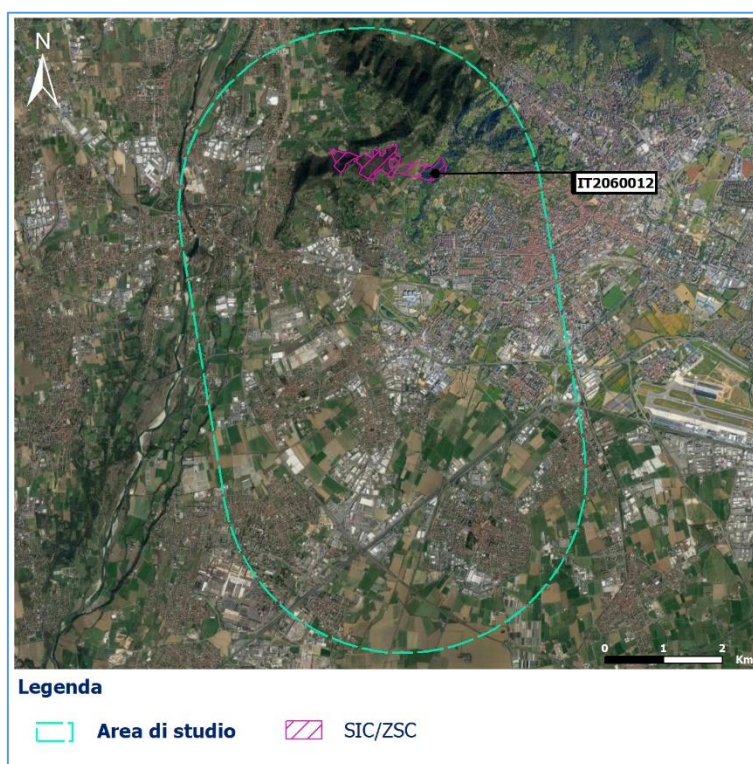 N
IT2060012
0 1 2
Km
Legenda
Area di studio SIC/ZSC